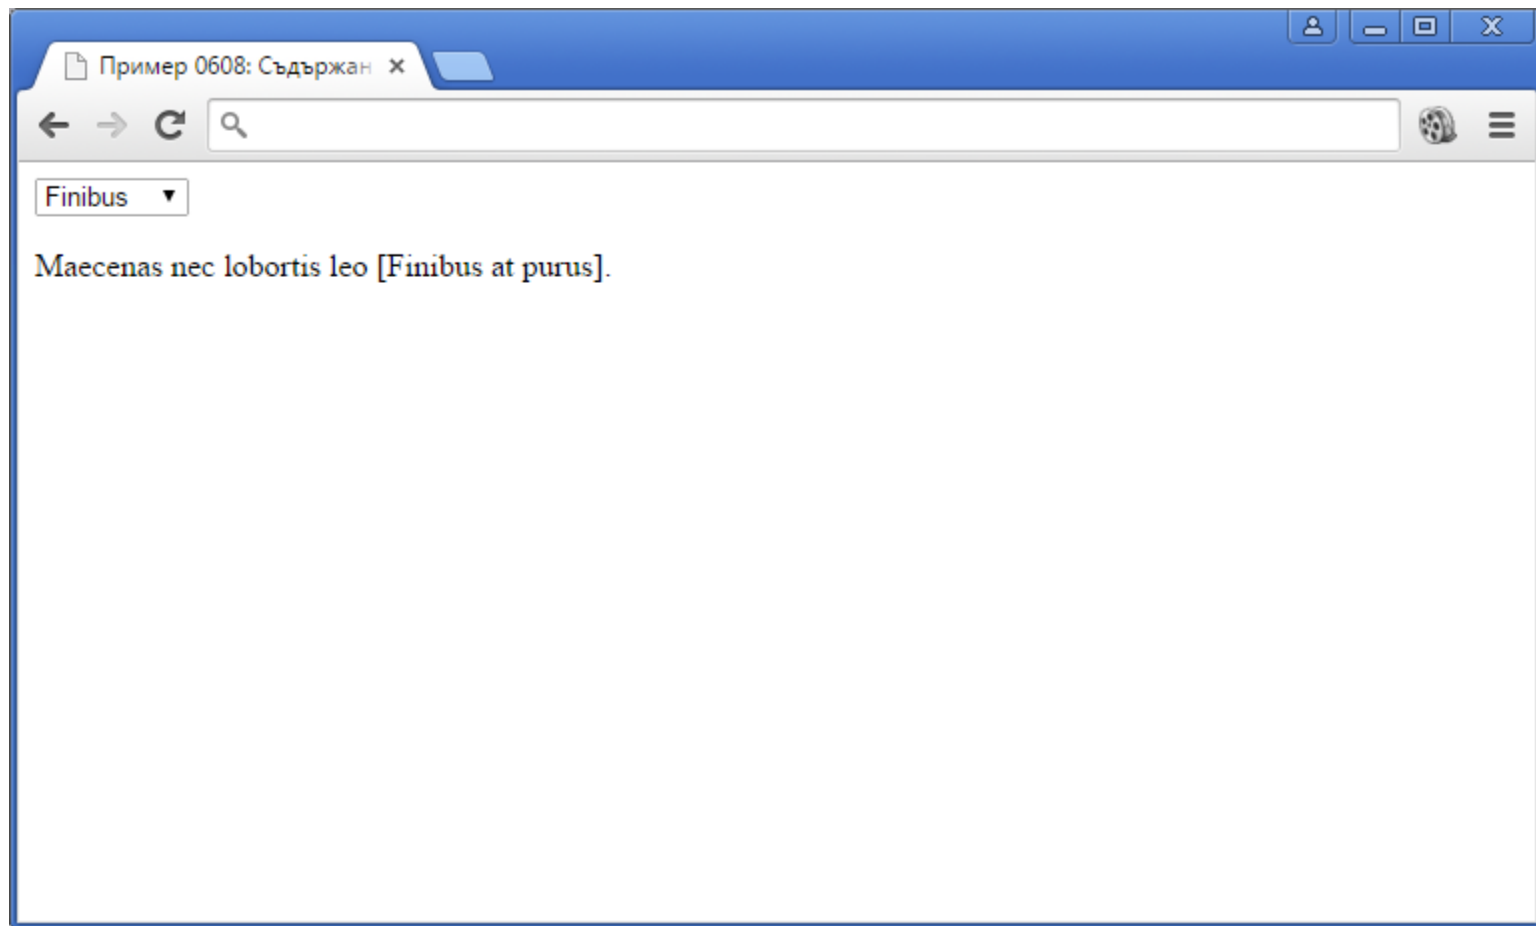 Пример 0608: Съдържан
Finibus
Maecenas nec lobortis leo [Finibus at purus].